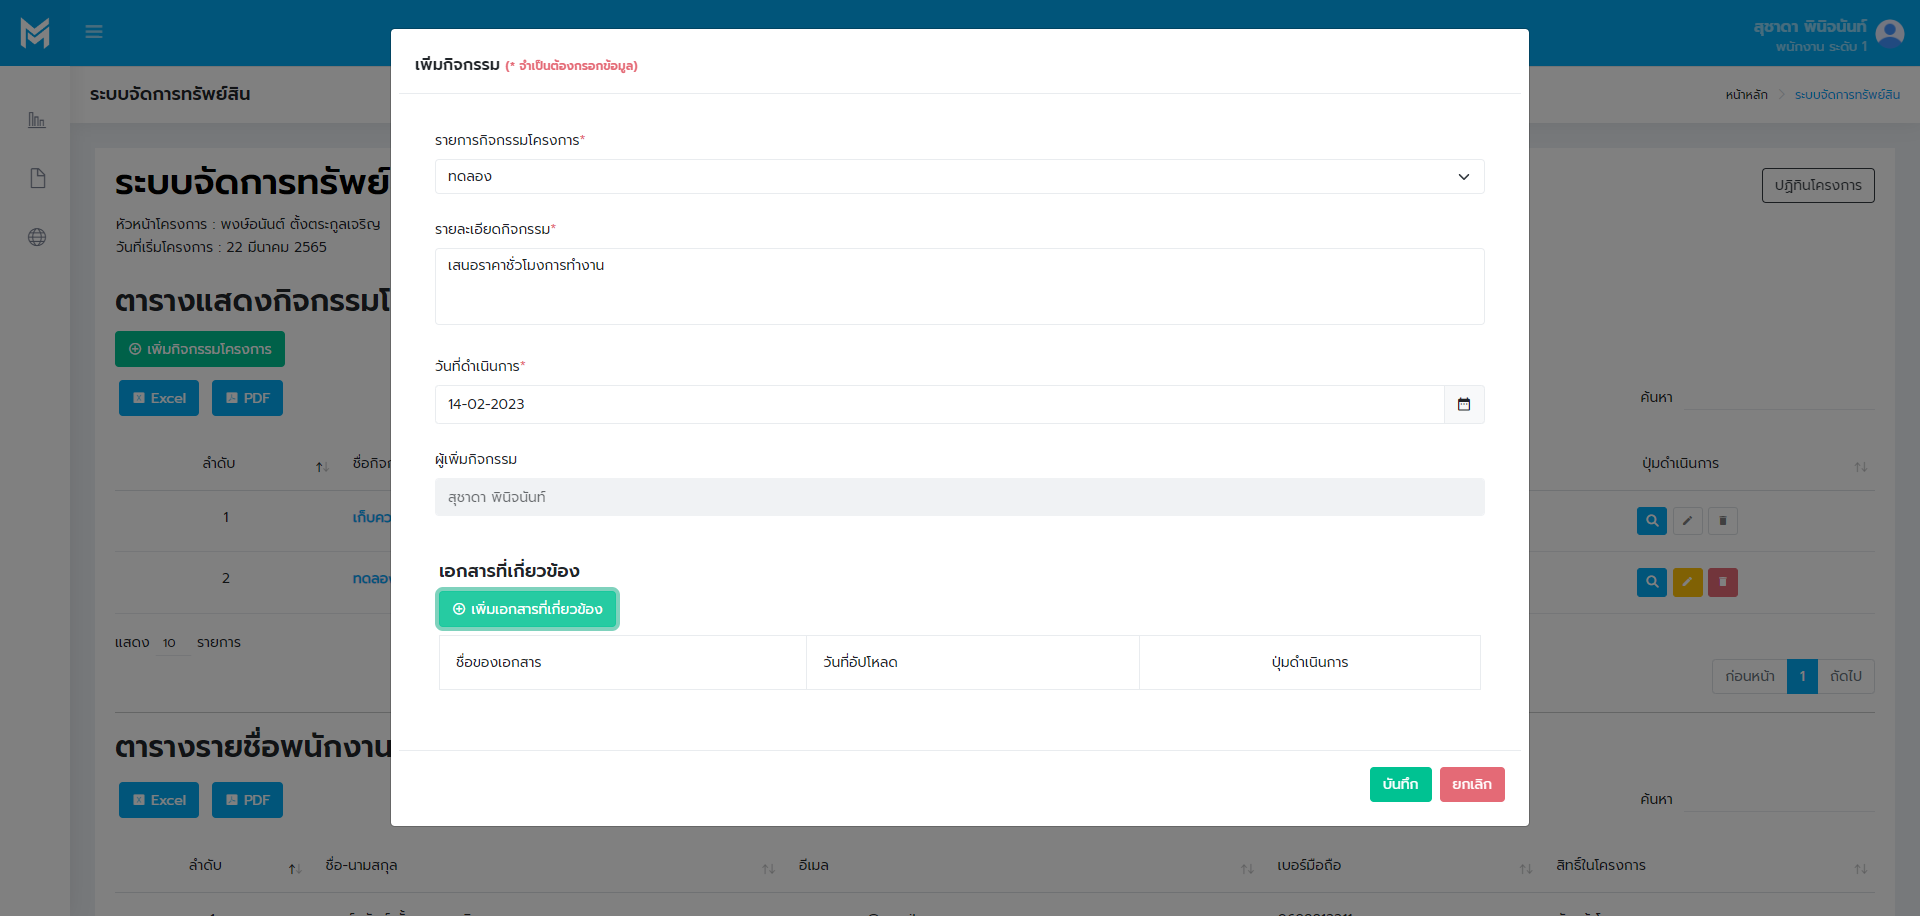 สุชาดา พินิจนันท์
พนักงาน ระดับ 1
ระบบจัดการทรัพย์สิน
หน้าหลัก
ระบบจัดการทรัพย์สิน
เพิ่มกิจกรรม (* จำเป็นต้องกรอกข้อมูล)
รายการกิจกรรมโครงการ*
ทดลอง
รายละเอียดกิจกรรม*
เสนอราคาชั่วโมงการทำงาน
วันที่ดำเนินการ*
14-02-2023
ผู้เพิ่มกิจกรรม
สุชาดา พินิจนันท์
เอกสารที่เกี่ยวข้อง
เพิ่มเอกสารที่เกี่ยวข้อง
ชื่อของเอกสาร วันที่อัปโหลด ปุ่มดำเนินการ
บันทึก ยกเลิก
ระบบจัดการทรัพย์
ปฏิทินโครงการ
หัวหน้าโครงการ : พงษ์อนันต์ ตั้งตระกูลเจริญ
วันที่เริ่มโครงการ : 22 มีนาคม 2565
ตารางแสดงกิจกรรมโ
เพิ่มกิจกรรมโครงการ
Excel PDF
ค้นหา
ลำดับ ชื่อกิจก ปุ่มดำเนินการ
1 เก็บคว
2 ทดลอง
แสดง 10 รายการ
ก่อนหน้า 1 ถัดไป
ตารางรายชื่อพนักงาน
Excel PDF
ค้นหา
ลำดับ ชื่อ-นามสกุล อีเมล เบอร์มือถือ สิทธิ์ในโครงการ